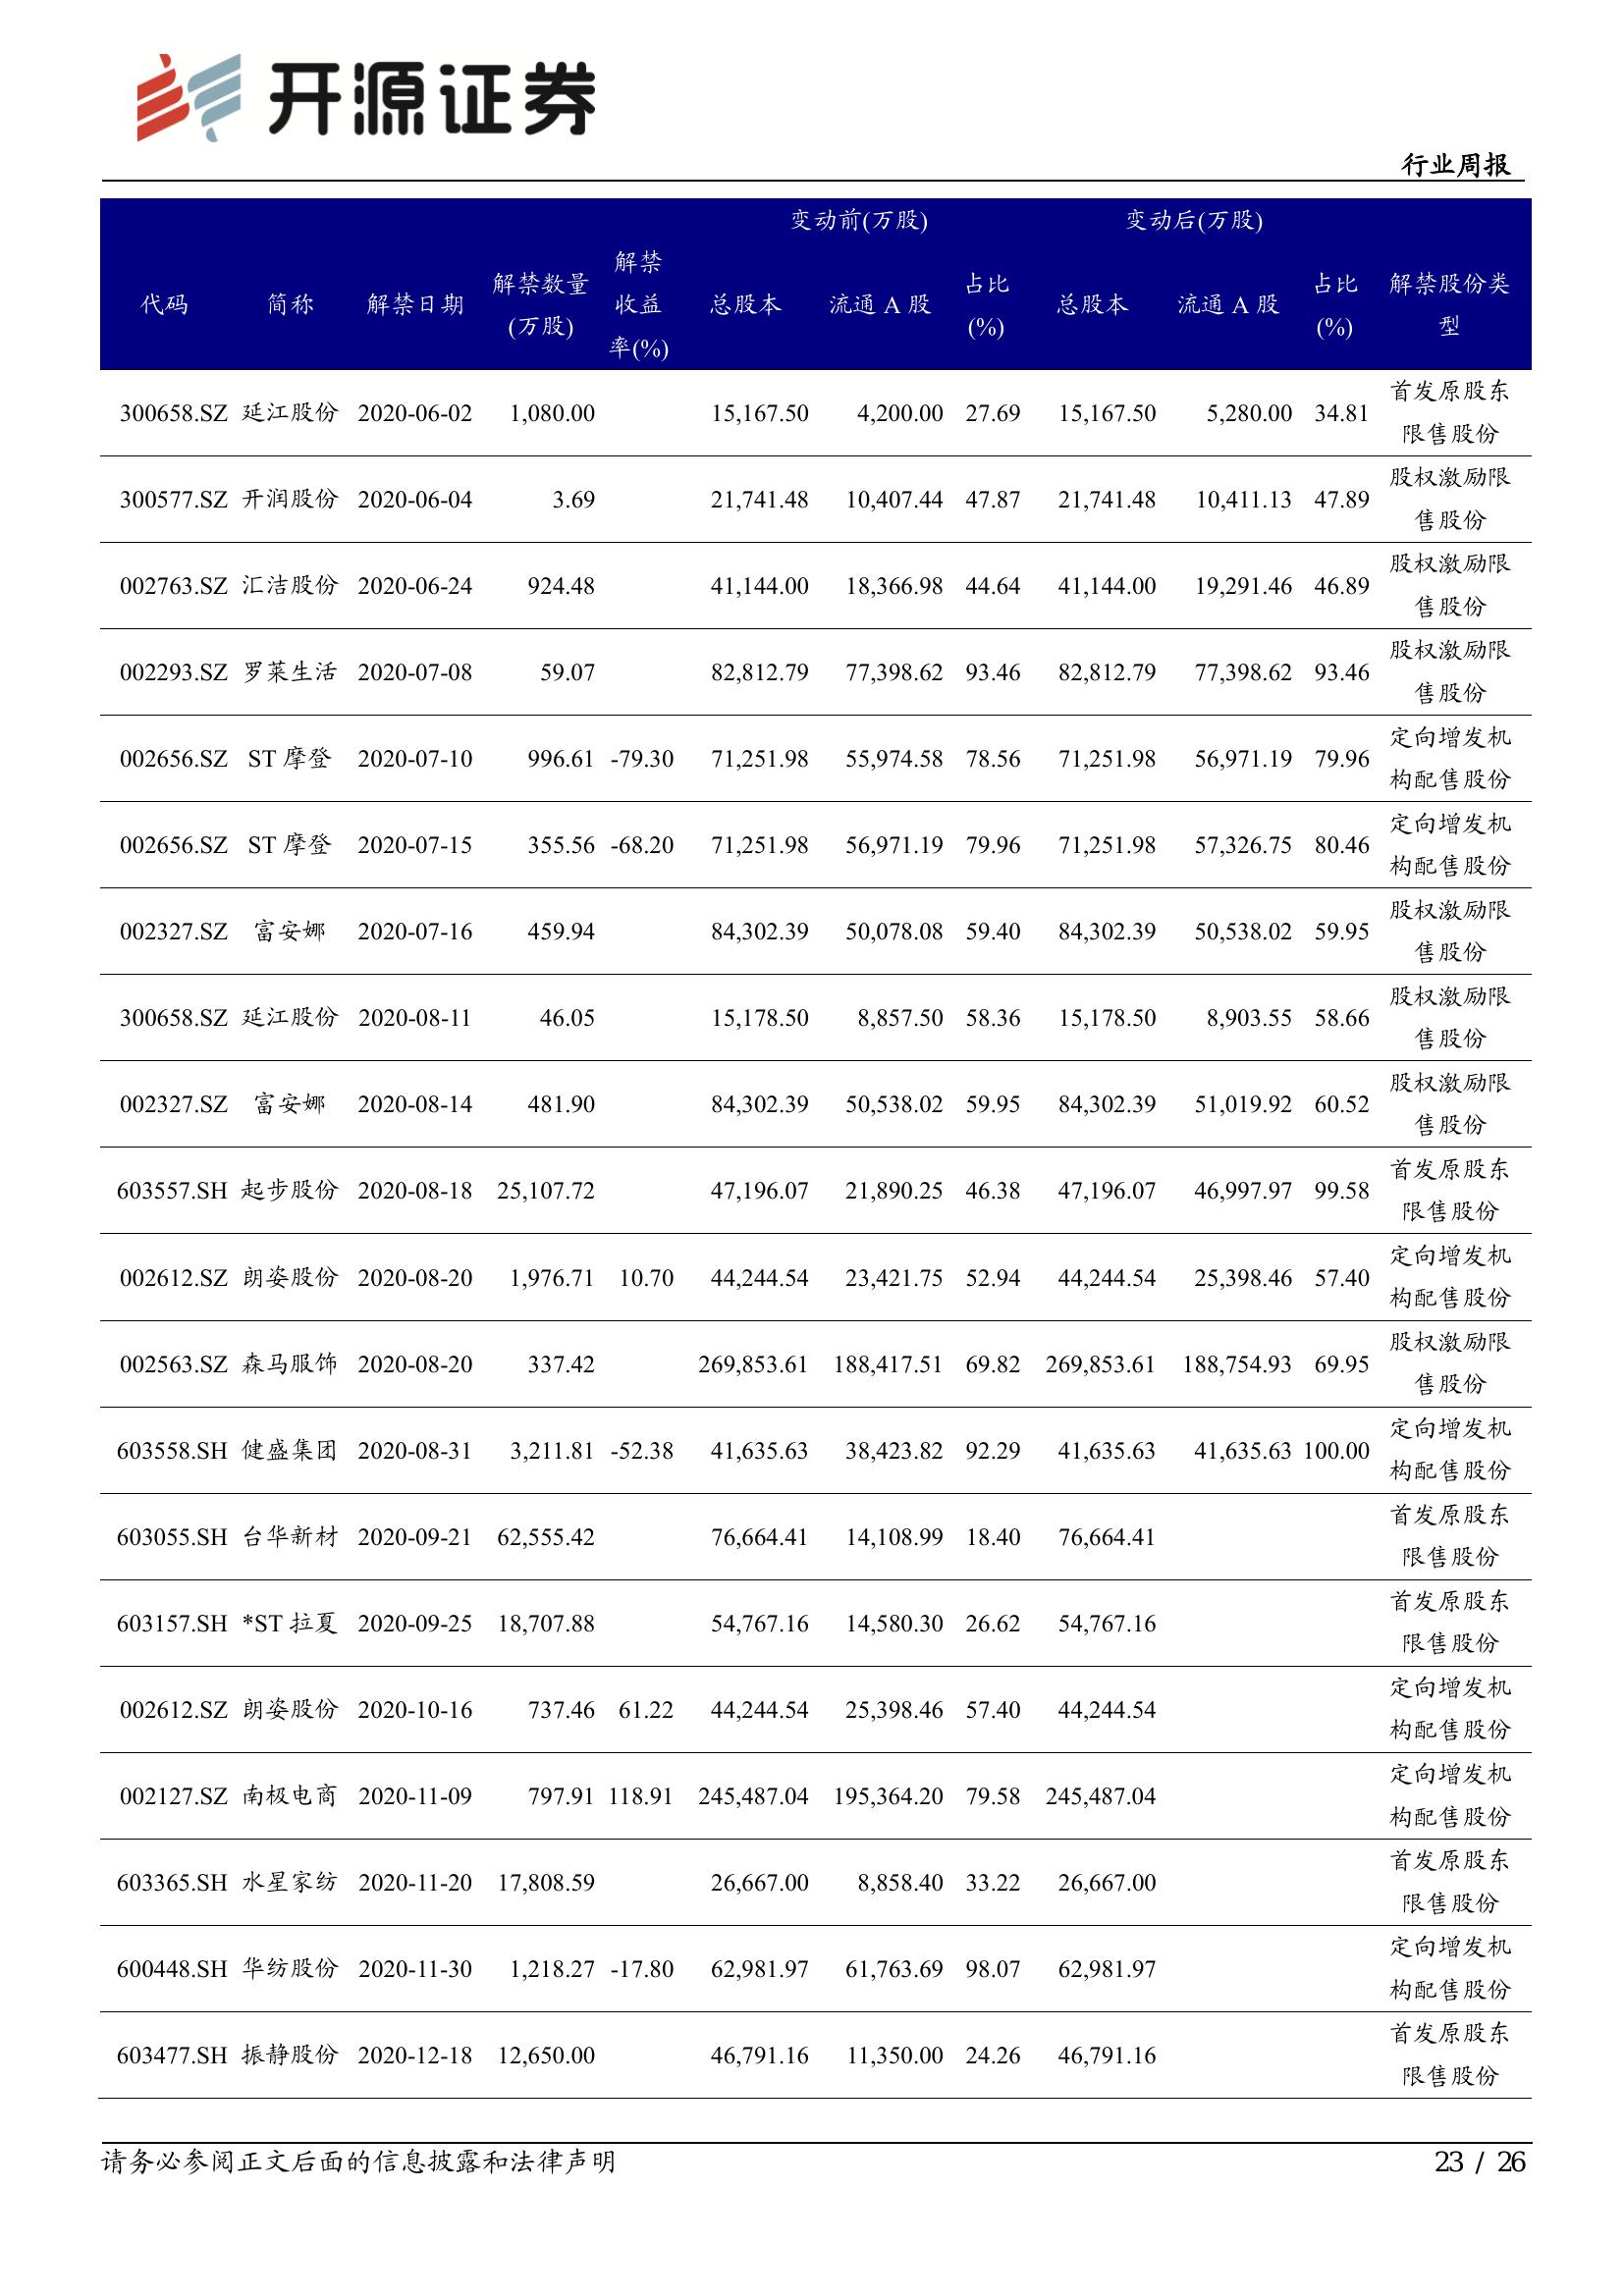 开源证券
行业周报
变动前(万股) 变动后(万股)
代码 简称 解禁日期 解禁数量(万股) 解禁收益率(%) 总股本 流通 A 股 占比(%) 总股本 流通 A 股 占比(%) 解禁股份类型
300658.SZ 延江股份 2020-06-02 1,080.00 15,167.50 4,200.00 27.69 15,167.50 5,280.00 34.81 首发原股东限售股份
300577.SZ 开润股份 2020-06-04 3.69 21,741.48 10,407.44 47.87 21,741.48 10,411.13 47.89 股权激励限售股份
002763.SZ 汇洁股份 2020-06-24 924.48 41,144.00 18,366.98 44.64 41,144.00 19,291.46 46.89 股权激励限售股份
002293.SZ 罗莱生活 2020-07-08 59.07 82,812.79 77,398.62 93.46 82,812.79 77,398.62 93.46 股权激励限售股份
002656.SZ ST 摩登 2020-07-10 996.61 -79.30 71,251.98 55,974.58 78.56 71,251.98 56,971.19 79.96 定向增发机构配售股份
002656.SZ ST 摩登 2020-07-15 355.56 -68.20 71,251.98 56,971.19 79.96 71,251.98 57,326.75 80.46 定向增发机构配售股份
002327.SZ 富安娜 2020-07-16 459.94 84,302.39 50,078.08 59.40 84,302.39 50,538.02 59.95 股权激励限售股份
300658.SZ 延江股份 2020-08-11 46.05 15,178.50 8,857.50 58.36 15,178.50 8,903.55 58.66 股权激励限售股份
002327.SZ 富安娜 2020-08-14 481.90 84,302.39 50,538.02 59.95 84,302.39 51,019.92 60.52 股权激励限售股份
603557.SH 起步股份 2020-08-18 25,107.72 47,196.07 21,890.25 46.38 47,196.07 46,997.97 99.58 首发原股东限售股份
002612.SZ 朗姿股份 2020-08-20 1,976.71 10.70 44,244.54 23,421.75 52.94 44,244.54 25,398.46 57.40 定向增发机构配售股份
002563.SZ 森马服饰 2020-08-20 337.42 269,853.61 188,417.51 69.82 269,853.61 188,754.93 69.95 股权激励限售股份
603558.SH 健盛集团 2020-08-31 3,211.81 -52.38 41,635.63 38,423.82 92.29 41,635.63 41,635.63 100.00 定向增发机构配售股份
603055.SH 台华新材 2020-09-21 62,555.42 76,664.41 14,108.99 18.40 76,664.41 首发原股东限售股份
603157.SH *ST 拉夏 2020-09-25 18,707.88 54,767.16 14,580.30 26.62 54,767.16 首发原股东限售股份
002612.SZ 朗姿股份 2020-10-16 737.46 61.22 44,244.54 25,398.46 57.40 44,244.54 定向增发机构配售股份
002127.SZ 南极电商 2020-11-09 797.91 118.91 245,487.04 195,364.20 79.58 245,487.04 定向增发机构配售股份
603365.SH 水星家纺 2020-11-20 17,808.59 26,667.00 8,858.40 33.22 26,667.00 首发原股东限售股份
600448.SH 华纺股份 2020-11-30 1,218.27 -17.80 62,981.97 61,763.69 98.07 62,981.97 定向增发机构配售股份
603477.SH 振静股份 2020-12-18 12,650.00 46,791.16 11,350.00 24.26 46,791.16 首发原股东限售股份
请务必参阅正文后面的信息披露和法律声明 23 / 26